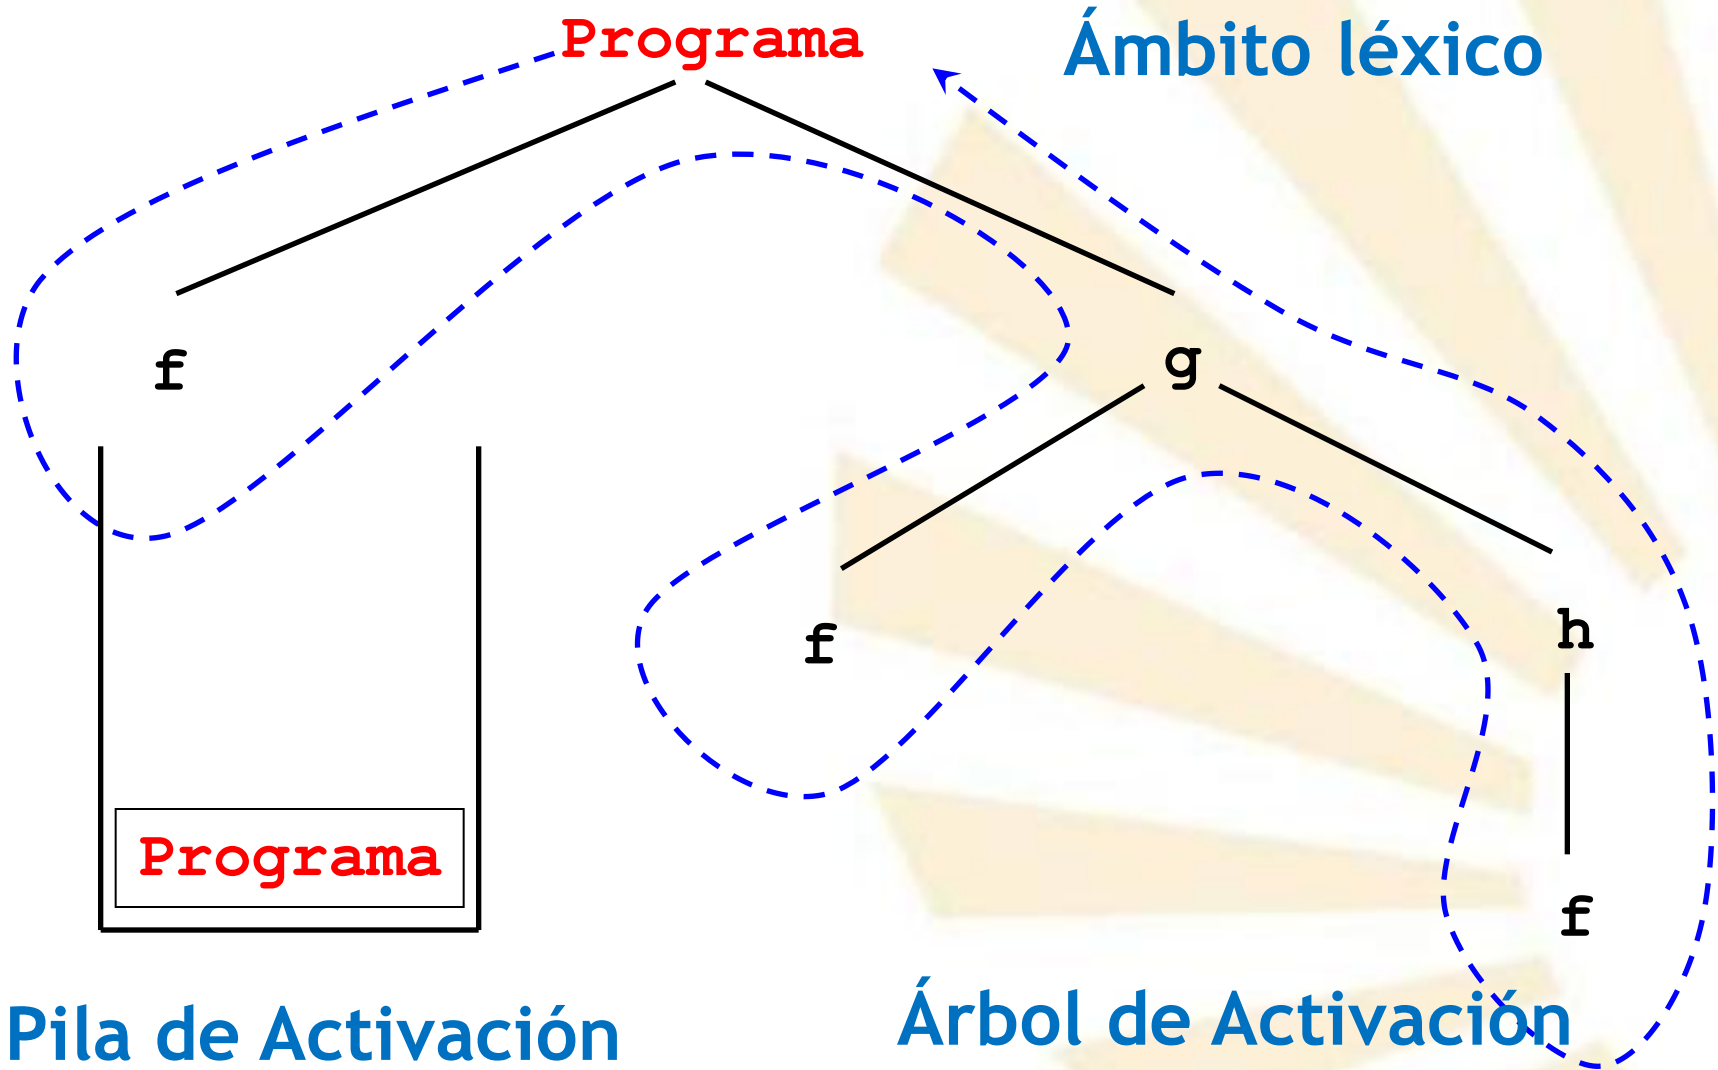 Programa
Ámbito léxico
f
g
f
h
Programa
f
Pila de Activación
Árbol de Activación